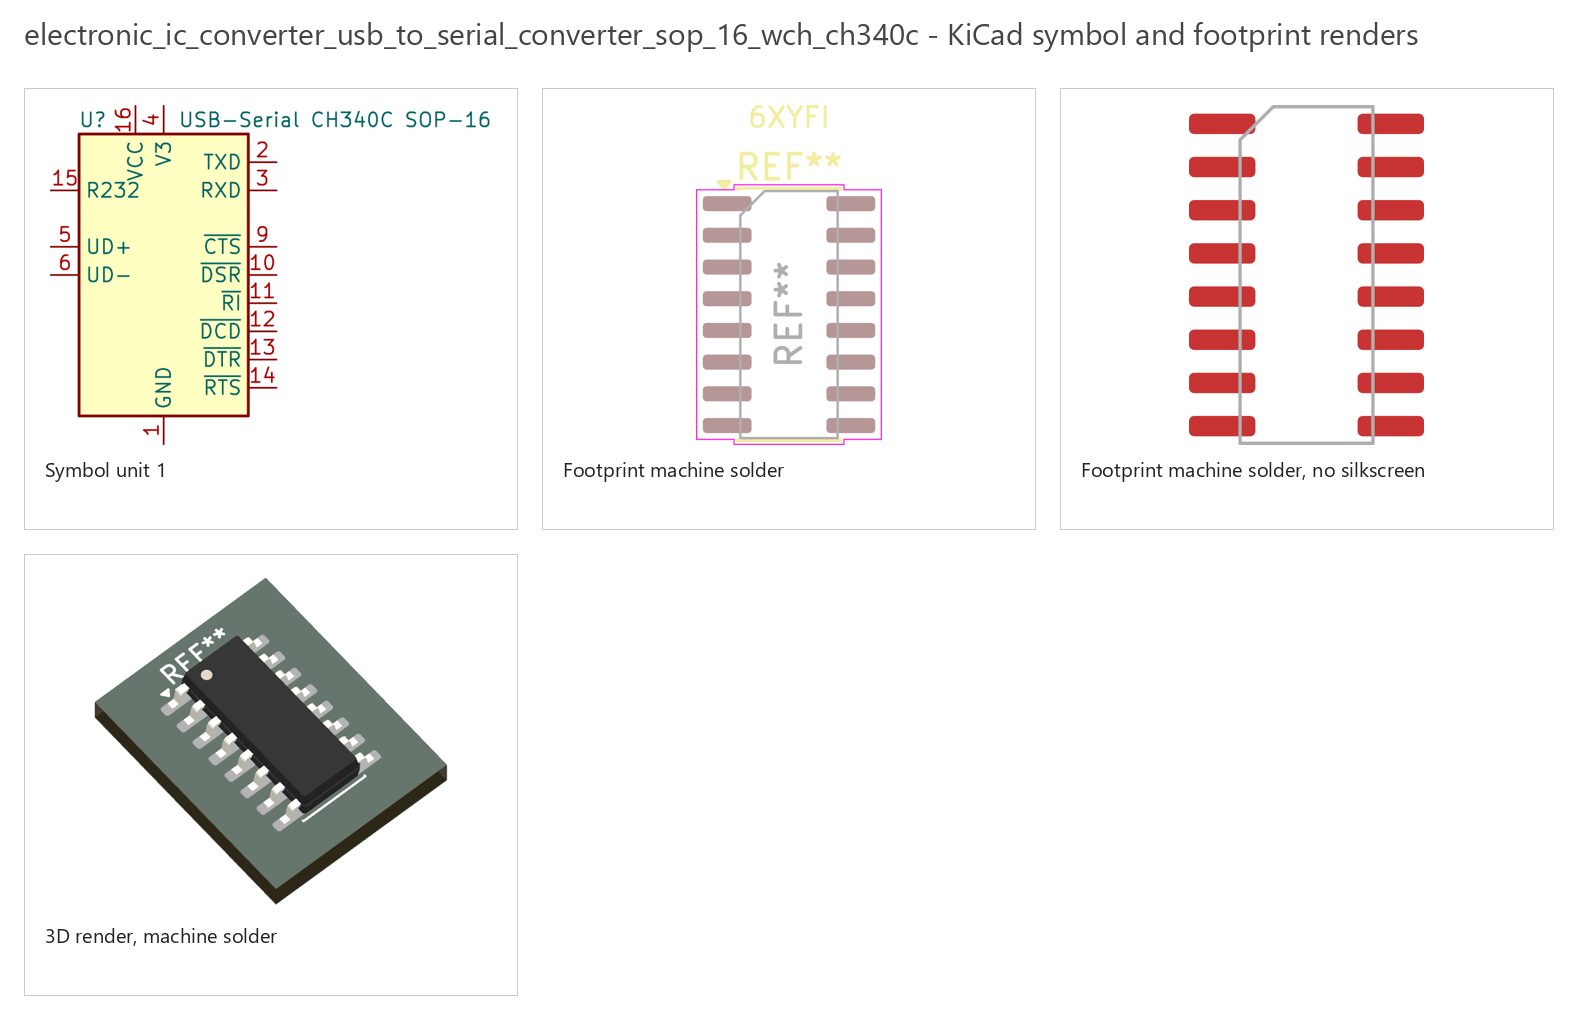 electronic_ic_converter_usb_to_serial_converter_sop_16_wch_ch340c - KiCad symbol and footprint renders
U? 16 4 USB-Serial CH340C SOP-16
VCC V3
TXD 2
15 R232 RXD 3
5 UD+ CTS 9
6 UD- DSR 10
RI 11
DCD 12
DTR 13
GND RTS 14
1
Symbol unit 1
6XYFI
REF**
REF**
Footprint machine solder
Footprint machine solder, no silkscreen
REF**
3D render, machine solder